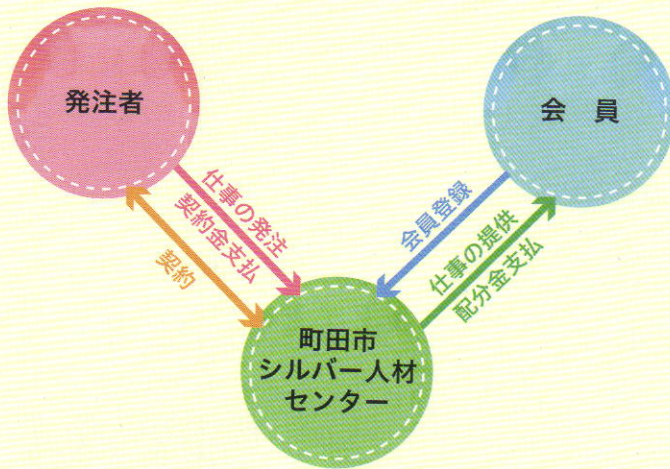 発注者
会 員
仕事の発注
契約金支払
契約
会員登録
仕事の提供
配分金支払
町田市
シルバー人材
センター